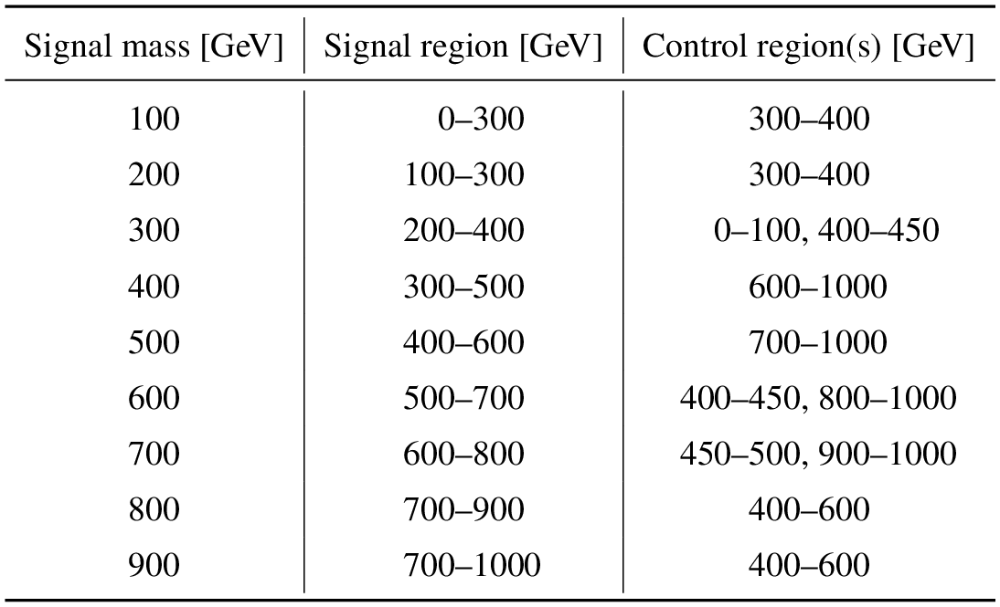 Signal mass [GeV] Signal region [GeV] Control region(s) [GeV]
100 0–300 300–400
200 100–300 300–400
300 200–400 0–100, 400–450
400 300–500 600–1000
500 400–600 700–1000
600 500–700 400–450, 800–1000
700 600–800 450–500, 900–1000
800 700–900 400–600
900 700–1000 400–600